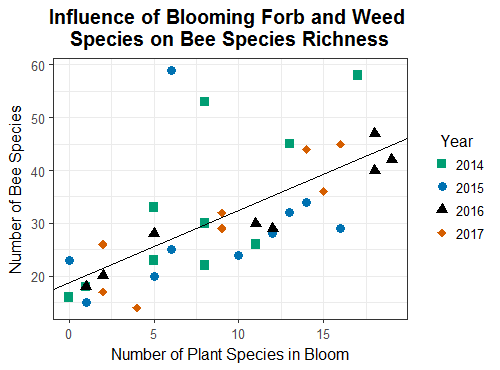 Influence of Blooming Forb and Weed
Species on Bee Species Richness
Number of Bee Species
60
50
40
30
20
0
5
10
15
Number of Plant Species in Bloom
Year
2014
2015
2016
2017